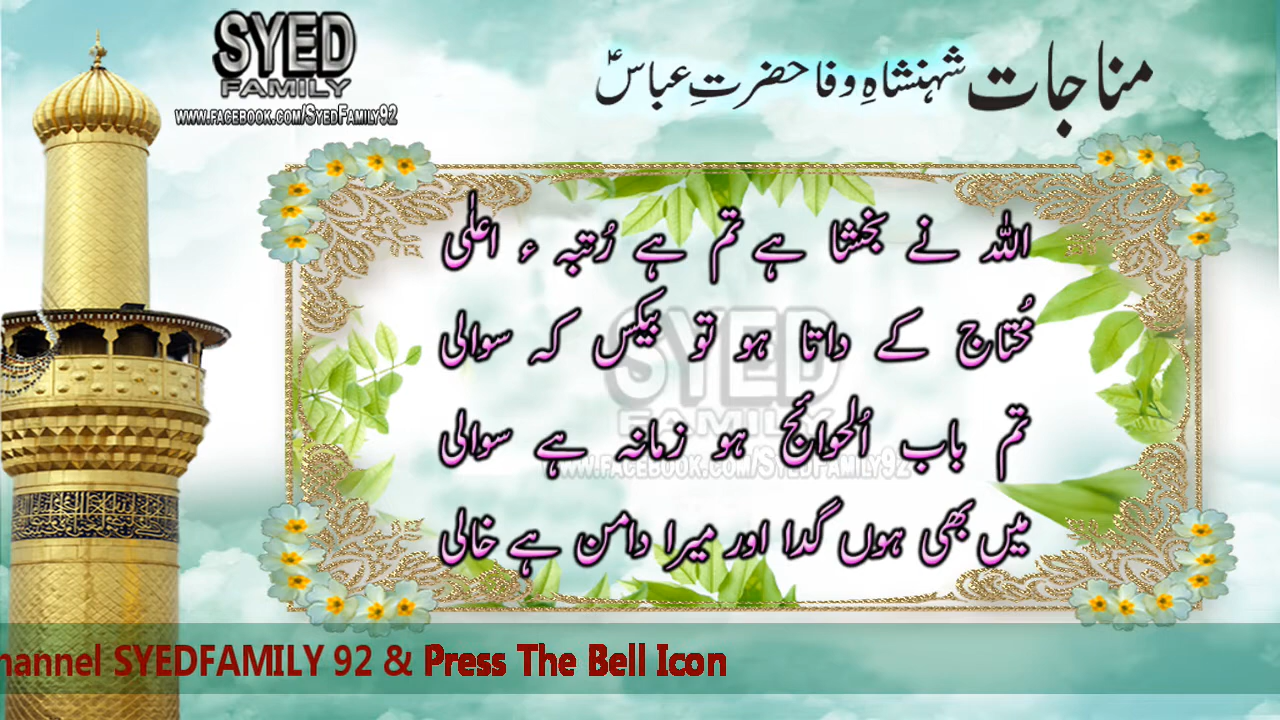 SYED
FAMILY
www.facebook.com/SyedFamily92
مناجات شہنشاہِ وفا حضرتِ عباسؑ
اللہ نے بخشا ہے تم ہے رُتبہ ء اعلٰی
مُحتاج کے داتا ہو تو بیکس کہ سوالی
SYED
FAMILY
تم باب اُلحوائج ہو زمانہ ہے سوالی
www.facebook.com/SyedFamily92
میں بھی ہوں گدا اور میرا دامن ہے خالی
hannel SYEDFAMILY 92 & Press The Bell Icon